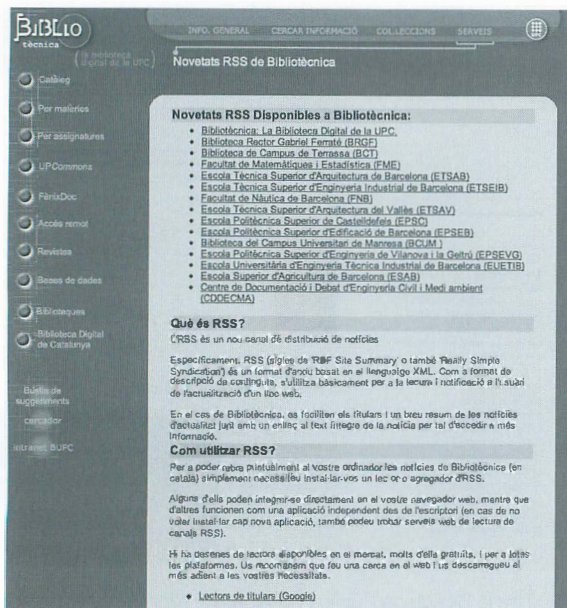 BiBLIO
tècnica
(la biblioteca
digital de la UPC)
INFO. GENERAL CERCAR INFORMACIÓ COL.LECCIONS SERVEIS
Novetats RSS de Bibliotècnica
Catàleg
Per matèries
Per assignatures
UPCommons
FènixDoc
Accés remot
Revistes
Bases de dades
Biblioteques
Biblioteca Digital
de Catalunya
Bústia de
suggeriments
cercador
intranet BUPC
Novetats RSS Disponibles a Bibliotècnica:
Bibliotècnica: La Biblioteca Digital de la UPC.
Biblioteca Rector Gabriel Ferraté (BRGF)
Biblioteca de Campus de Terrassa (BCT)
Facultat de Matemàtiques i Estadística (FME)
Escola Tècnica Superior d'Arquitectura de Barcelona (ETSAB)
Escola Tècnica Superior d'Enginyeria Industrial de Barcelona (ETSEIB)
Facultat de Nàutica de Barcelona (FNB)
Escola Tècnica Superior d'Arquitectura del Vallès (ETSAV)
Escola Politècnica Superior de Castelldefels (EPSC)
Escola Politècnica Superior d'Edificació de Barcelona (EPSEB)
Biblioteca del Campus Universitari de Manresa (BCUM )
Escola Politècnica Superior d'Enginyeria de Vilanova i la Geltrú (EPSEVG)
Escola Universitària d'Enginyeria Tècnica Industrial de Barcelona (EUETIB)
Escola Superior d'Agricultura de Barcelona (ESAB)
Centre de Documentació i Debat d'Enginyeria Civil i Medi ambient
(CDDECMA)
Què és RSS?
L'RSS és un nou canal de distribució de notícies
Específicament, RSS (sigles de 'RDF Site Summary' o també 'Really Simple
Syndication') és un format d'arxiu basat en el llenguatge XML. Com a format de
descripció de continguts, s'utilitza bàsicament per a la lectura i notificació a l'usuari
de l'actualització d'un lloc web.
En el cas de Bibliotècnica, es faciliten els titulars i un breu resum de les notícies
d'actualitat junt amb un enllaç al text íntegre de la notícia per tal d'accedir a més
informació.
Com utilitzar RSS?
Per a poder rebre puntualment al vostre ordinador les notícies de Bibliotècnica (en
català) simplement necessiteu instal·lar-vos un lector o agregador d'RSS.
Alguns d'ells poden integrar-se directament en el vostre navegador web, mentre que
d'altres funcionen com una aplicació independent des de l'escriptori (en cas de no
voler instal·lar cap nova aplicació, també podeu trobar serveis web de lectura de
canals RSS).
Hi ha desenes de lectors disponibles en el mercat, molts d'ells gratuïts, i per a totes
les plataformes. Us recomanem que feu una cerca en el web i us descarregueu el
més adient a les vostres necessitats.
Lectors de titulars (Google)